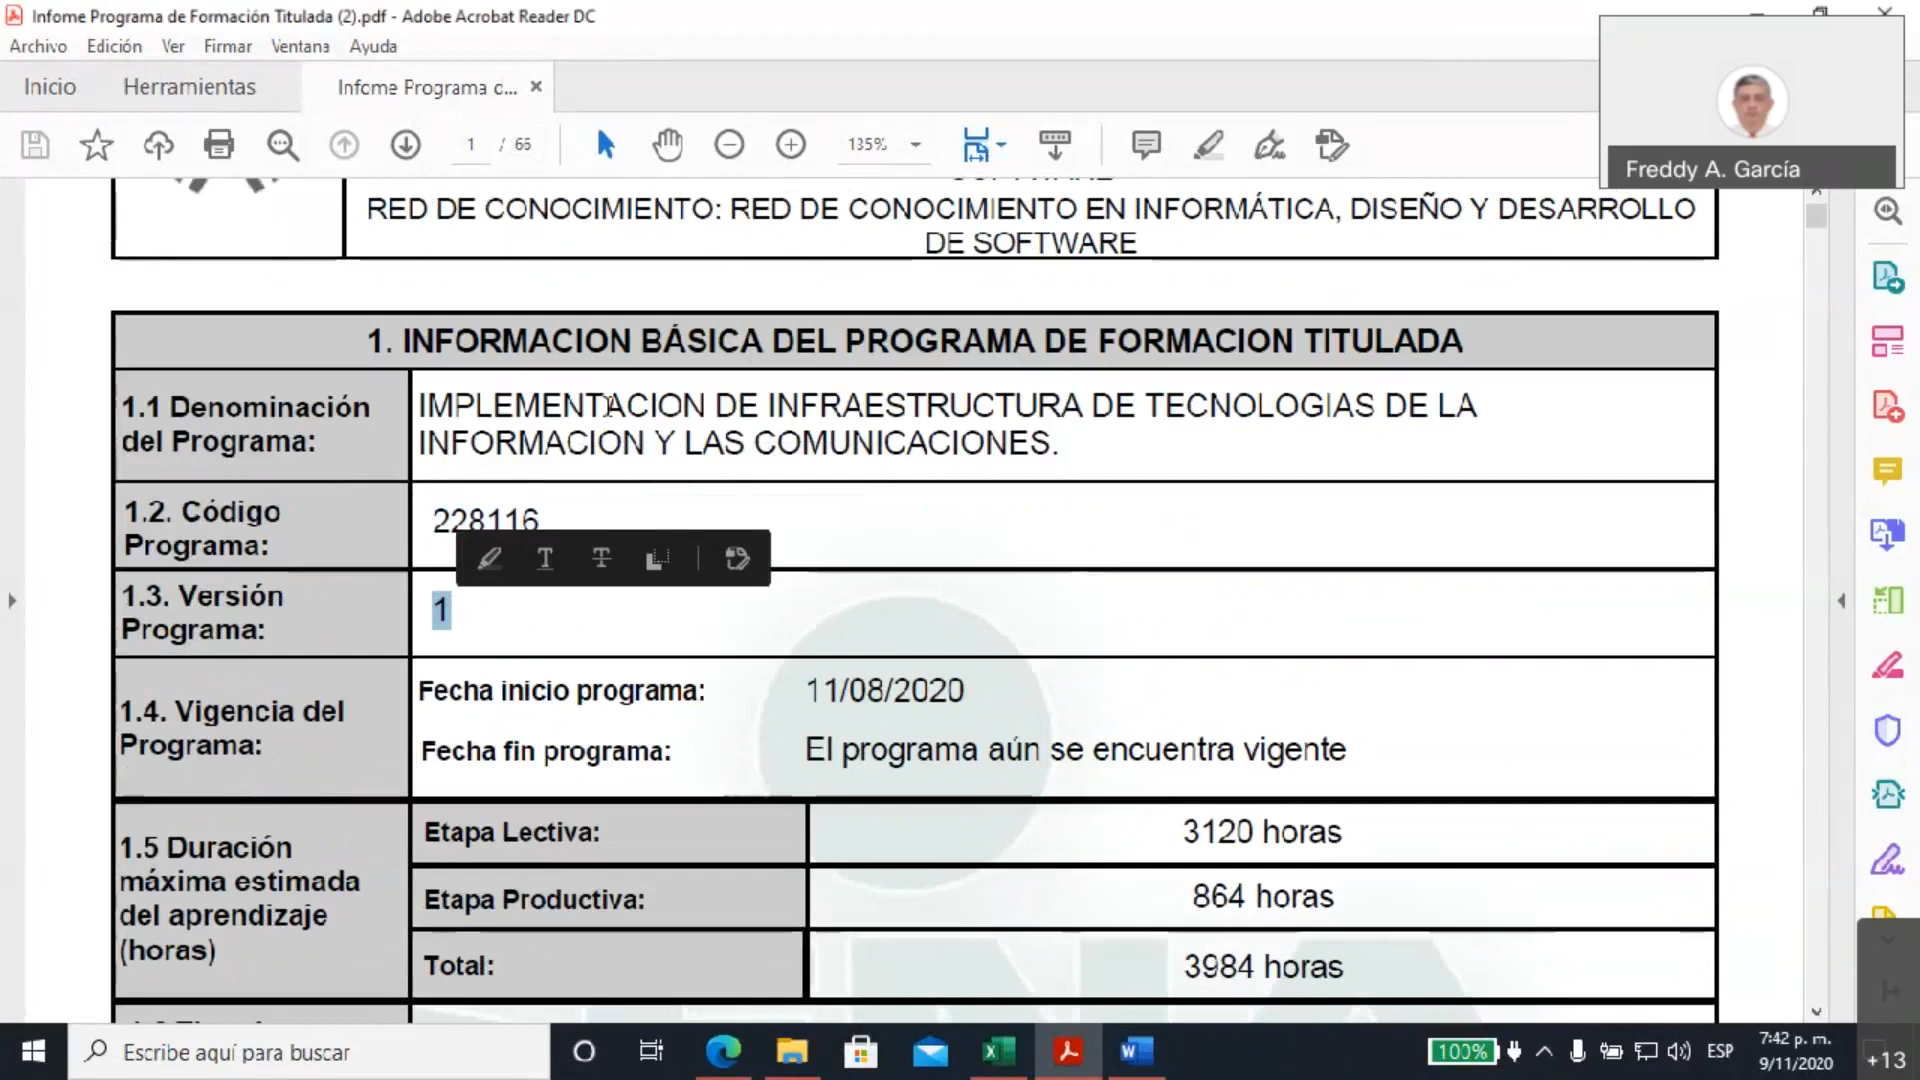 Infome Programa de Formación Titulada (2).pdf - Adobe Acrobat Reader DC
Archivo Edición Ver Firmar Ventana Ayuda
Inicio Herramientas Infome Programa d... ×
1 / 66 135%
Freddy A. García
RED DE CONOCIMIENTO: RED DE CONOCIMIENTO EN INFORMÁTICA, DISEÑO Y DESARROLLO
DE SOFTWARE
1. INFORMACION BÁSICA DEL PROGRAMA DE FORMACION TITULADA
1.1 Denominación
del Programa:
IMPLEMENTACION DE INFRAESTRUCTURA DE TECNOLOGIAS DE LA
INFORMACION Y LAS COMUNICACIONES.
1.2. Código
Programa:
228116
1.3. Versión
Programa:
1
1.4. Vigencia del
Programa:
Fecha inicio programa: 11/08/2020
Fecha fin programa: El programa aún se encuentra vigente
1.5 Duración
máxima estimada
del aprendizaje
(horas)
Etapa Lectiva: 3120 horas
Etapa Productiva: 864 horas
Total: 3984 horas
Escribe aquí para buscar
100% ESP
7:42 p. m.
9/11/2020
+13